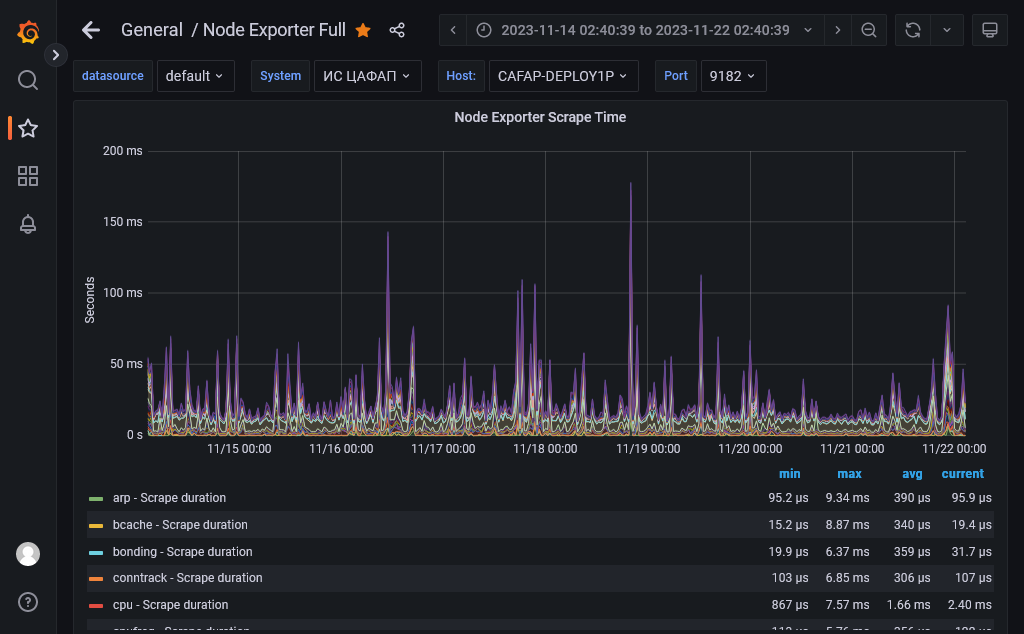 General / Node Exporter Full
2023-11-14 02:40:39 to 2023-11-22 02:40:39
datasource default System ИС ЦАФАП Host: CAFAP-DEPLOY1P Port 9182
Node Exporter Scrape Time
200 ms
150 ms
100 ms
50 ms
0 s
Seconds
11/15 00:00 11/16 00:00 11/17 00:00 11/18 00:00 11/19 00:00 11/20 00:00 11/21 00:00 11/22 00:00
min max avg current
arp - Scrape duration 95.2 µs 9.34 ms 390 µs 95.9 µs
bcache - Scrape duration 15.2 µs 8.87 ms 340 µs 19.4 µs
bonding - Scrape duration 19.9 µs 6.37 ms 359 µs 31.7 µs
conntrack - Scrape duration 103 µs 6.85 ms 306 µs 107 µs
cpu - Scrape duration 867 µs 7.57 ms 1.66 ms 2.40 ms